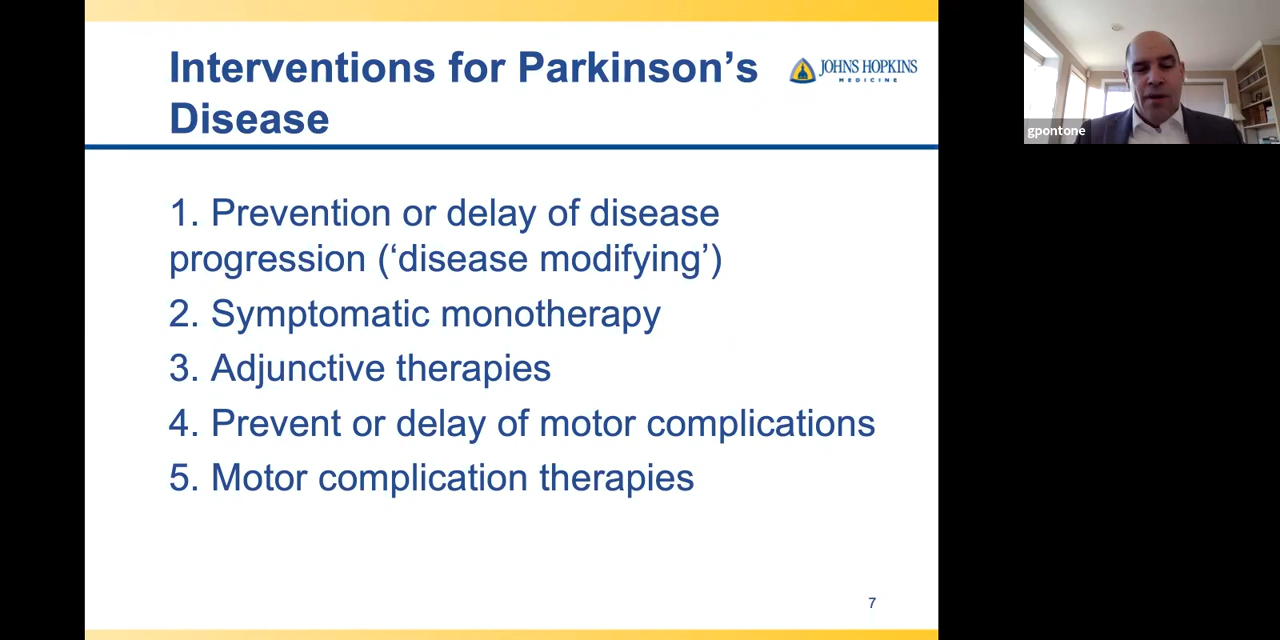 Interventions for Parkinson’s
Disease
JOHNS HOPKINS
MEDICINE
gpontone
1. Prevention or delay of disease
progression (‘disease modifying’)
2. Symptomatic monotherapy
3. Adjunctive therapies
4. Prevent or delay of motor complications
5. Motor complication therapies
7